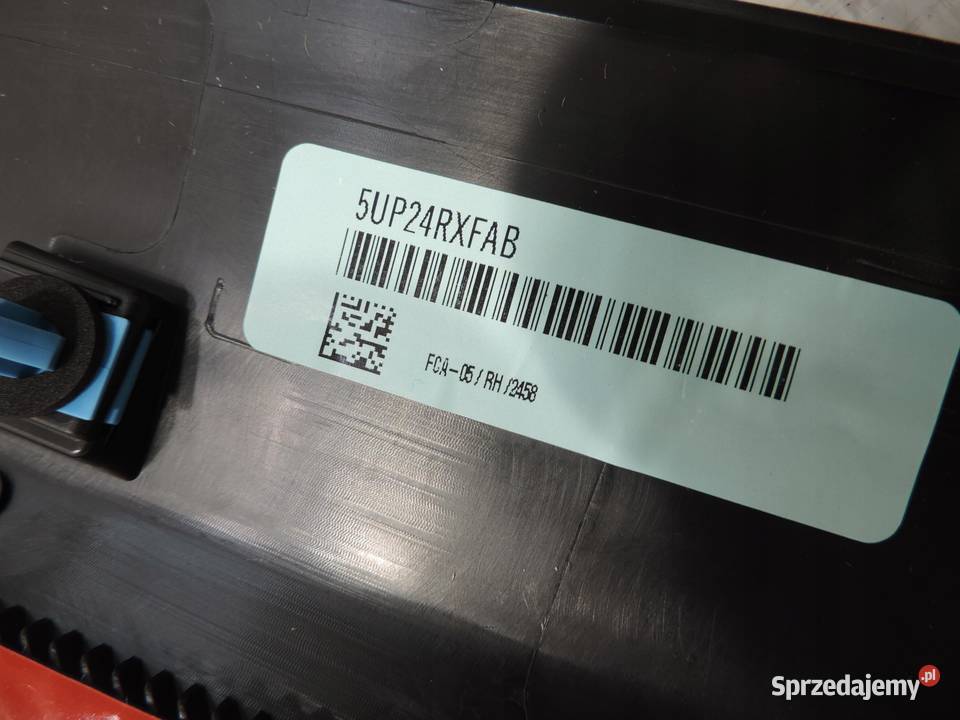 5UP24RXFAB
FCA-05/RH/2458
Sprzedajemy.pl